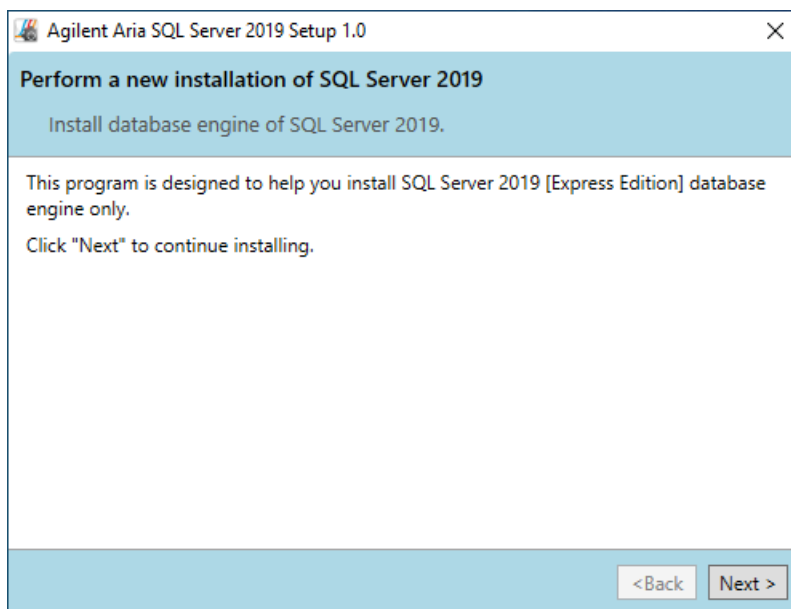 Agilent Aria SQL Server 2019 Setup 1.0
Perform a new installation of SQL Server 2019
Install database engine of SQL Server 2019.
This program is designed to help you install SQL Server 2019 [Express Edition] database
engine only.
Click "Next" to continue installing.
<Back Next >